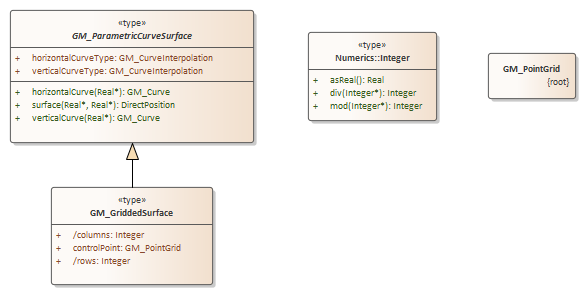 «type»
GM_ParametricCurveSurface
+ horizontalCurveType: GM_CurveInterpolation
+ verticalCurveType: GM_CurveInterpolation
+ horizontalCurve(Real*): GM_Curve
+ surface(Real*, Real*): DirectPosition
+ verticalCurve(Real*): GM_Curve
«type»
GM_GriddedSurface
+ /columns: Integer
+ controlPoint: GM_PointGrid
+ /rows: Integer
«type»
Numerics::Integer
+ asReal(): Real
+ div(Integer*): Integer
+ mod(Integer*): Integer
GM_PointGrid
{root}